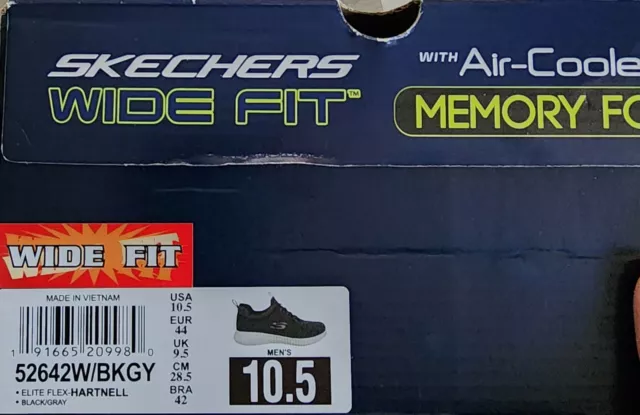 SKECHERS
WIDE FIT™
WITH Air-Coole
MEMORY FO
WIDE FIT
MADE IN VIETNAM
1 91665 20998 0
52642W/BKGY
• ELITE FLEX-HARTNELL
• BLACK/GRAY
USA
10.5
EUR
44
UK
9.5
CM
28.5
BRA
42
MEN'S
10.5